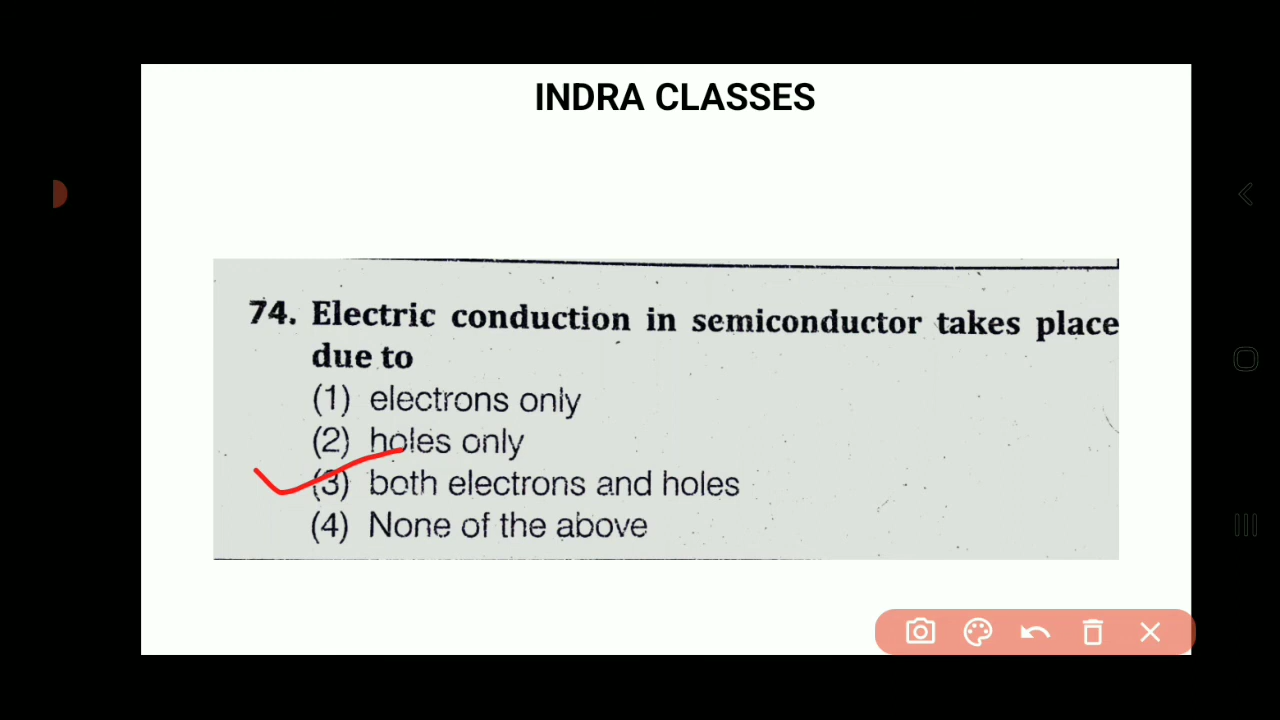 INDRA CLASSES
74. Electric conduction in semiconductor takes place
due to
(1) electrons only
(2) holes only
(3) both electrons and holes
(4) None of the above